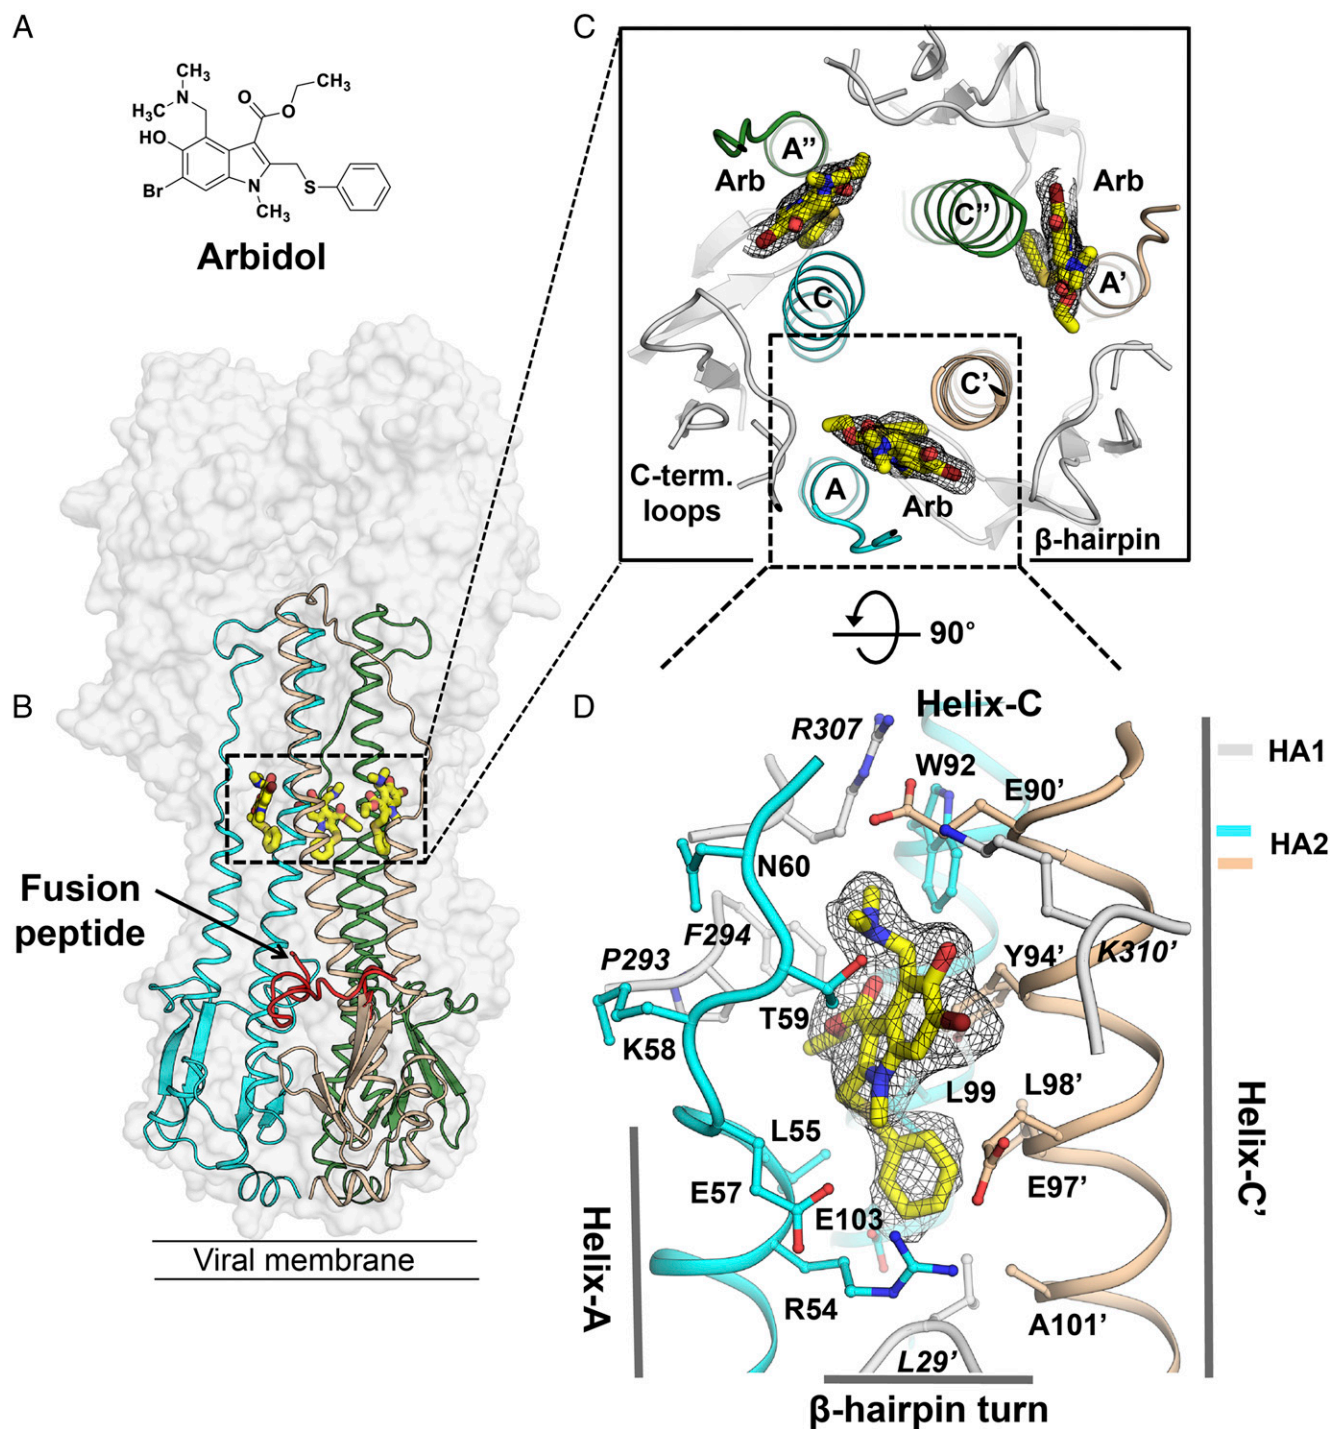 A
CH₃
N
H₃C
O
O
CH₃
HO
Br
N
CH₃
S
Arbidol
B
Fusion
peptide
Viral membrane
C
A”
Arb
C”
Arb
A’
C
C’
C-term.
loops
A
Arb
β-hairpin
90°
D
Helix-C
R307
W92
E90’
HA1
HA2
N60
F294
P293
Y94’
K310’
T59
K58
L99
L98’
L55
E57
E103
E97’
R54
A101’
L29’
Helix-A
Helix-C’
β-hairpin turn